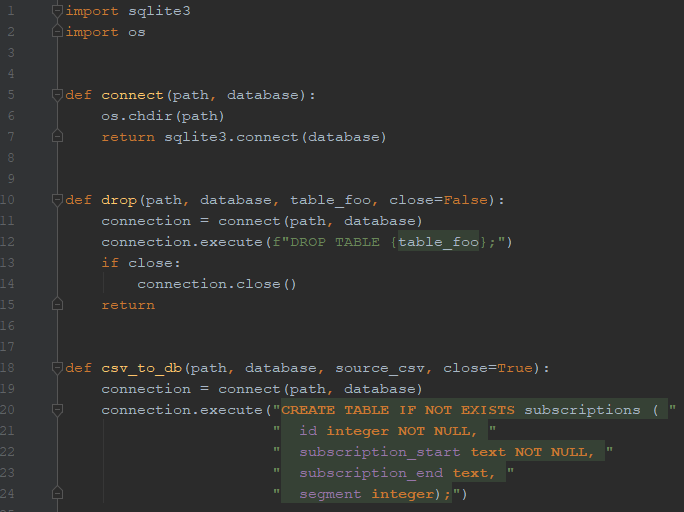 1 import sqlite3
2 import os
3
4
5 def connect(path, database):
6     os.chdir(path)
7     return sqlite3.connect(database)
8
9
10 def drop(path, database, table_foo, close=False):
11     connection = connect(path, database)
12     connection.execute(f"DROP TABLE {table_foo};")
13     if close:
14         connection.close()
15     return
16
17
18 def csv_to_db(path, database, source_csv, close=True):
19     connection = connect(path, database)
20     connection.execute("CREATE TABLE IF NOT EXISTS subscriptions ( "
21                        "  id integer NOT NULL, "
22                        "  subscription_start text NOT NULL, "
23                        "  subscription_end text, "
24                        "  segment integer);")